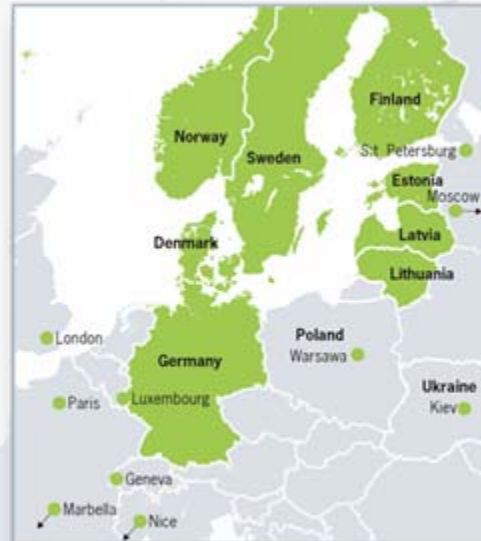 Finland
Norway
S:t Petersburg
Sweden
Estonia
Moscow
Denmark
Latvia
Lithuania
London
Poland
Warsawa
Germany
Ukraine
Paris
Luxembourg
Kiev
Geneva
Marbella
Nice